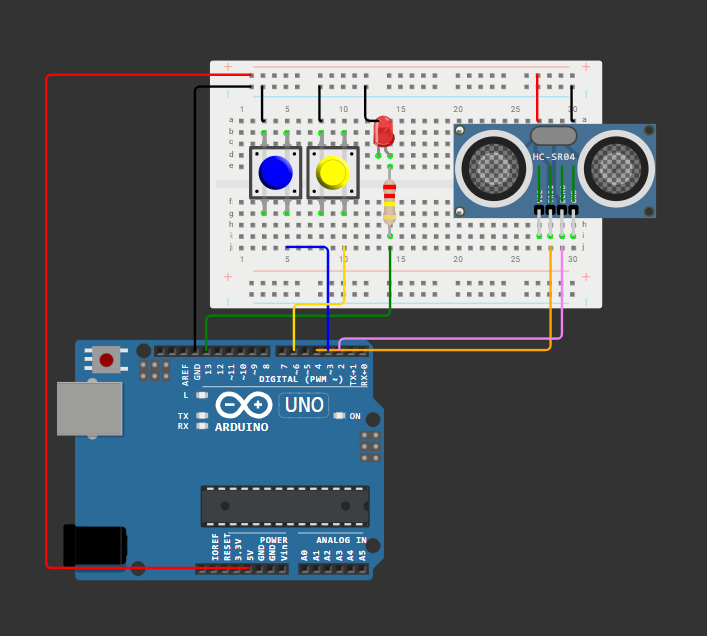 1 5 10 15 20 25 30
a a
b
c
d
e
HC-SR04
f
g
h
i i
j j
1 5 10 15 20 25 30
AREF GND 13 12 ~11 ~10 ~9 8 7 ~6 ~5 4 ~3 2 TX→1 RX←0
DIGITAL (PWM ~)
L
UNO
TX ON
RX ARDUINO
POWER ANALOG IN
IOREF RESET 3.3V 5V GND GND Vin A0 A1 A2 A3 A4 A5